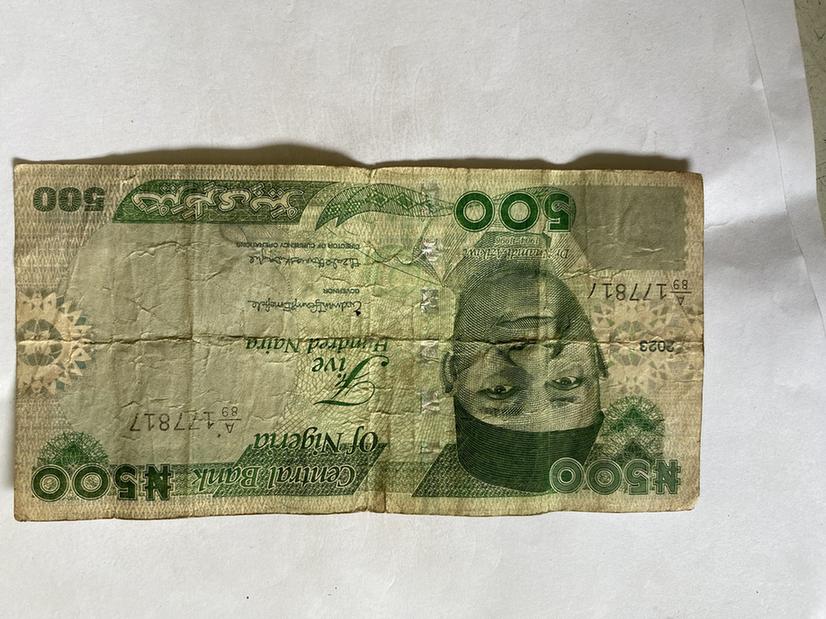 ₦500
₦500
Central Bank
Of Nigeria
A/89 177817
Five
Hundred Naira
2023
GOVERNOR
A/89 177817
DIRECTOR OF CURRENCY OPERATIONS
Dr. Nnamdi Azikiwe
1904-1996
500
500